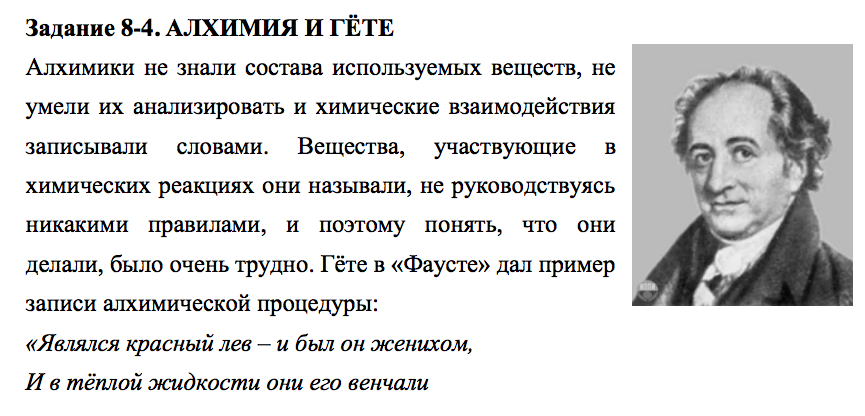 Задание 8-4. АЛХИМИЯ И ГЁТЕ
Алхимики не знали состава используемых веществ, не
умели их анализировать и химические взаимодействия
записывали словами. Вещества, участвующие в
химических реакциях они называли, не руководствуясь
никакими правилами, и поэтому понять, что они
делали, было очень трудно. Гёте в «Фаусте» дал пример
записи алхимической процедуры:
«Являлся красный лев – и был он женихом,
И в тёплой жидкости они его венчали